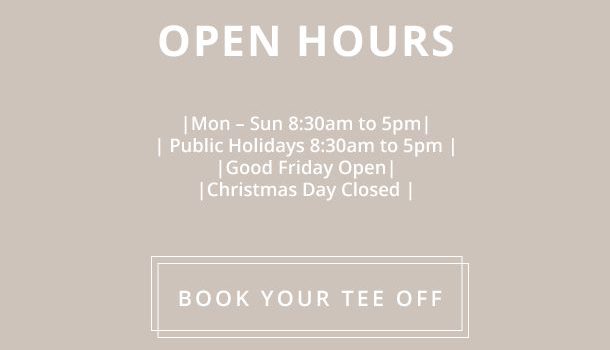 OPEN HOURS
|Mon – Sun 8:30am to 5pm|
| Public Holidays 8:30am to 5pm |
|Good Friday Open|
|Christmas Day Closed |
BOOK YOUR TEE OFF